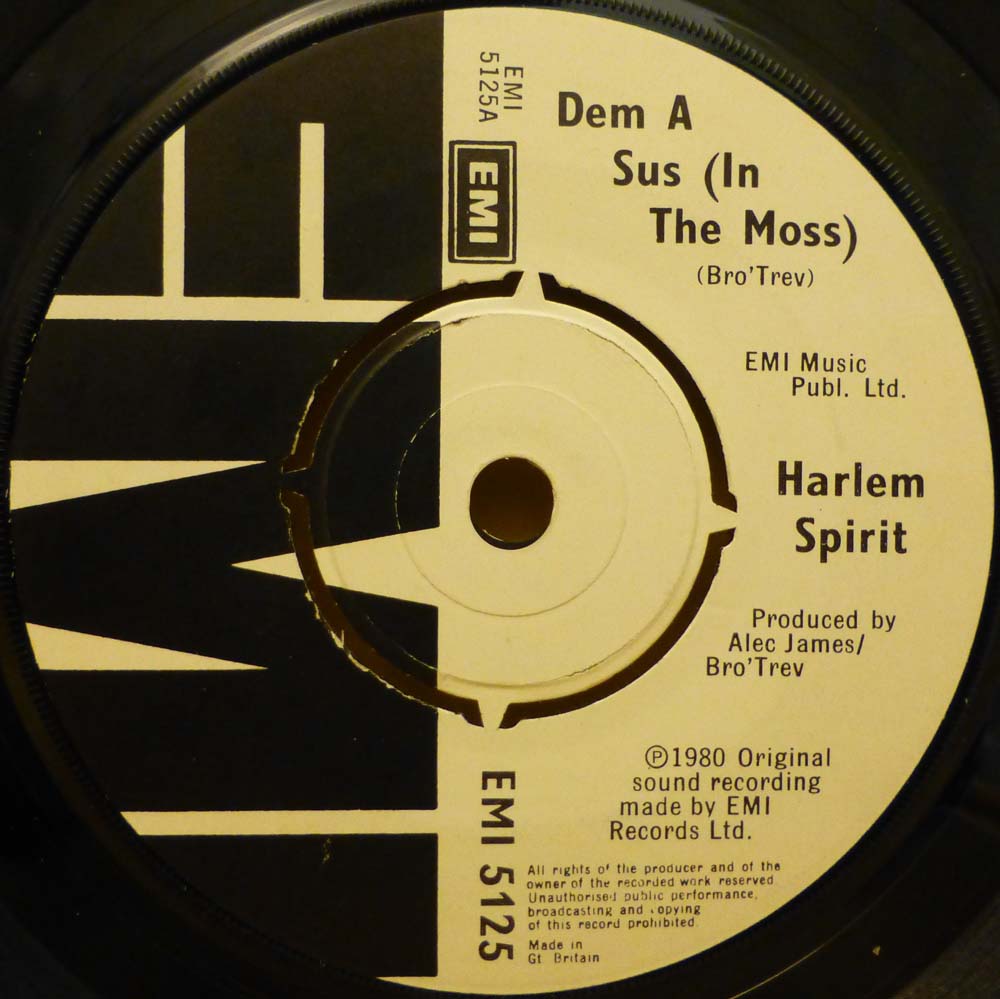 EMI
EMI
5125A
EMI
Dem A
Sus (In
The Moss)
(Bro'Trev)
EMI Music
Publ. Ltd.
Harlem
Spirit
Produced by
Alec James/
Bro'Trev
℗1980 Original
sound recording
made by EMI
Records Ltd.
EMI 5125
All rights of the producer and of the
owner of the recorded work reserved.
Unauthorised public performance,
broadcasting and copying
of this record prohibited.
Made in
Gt Britain